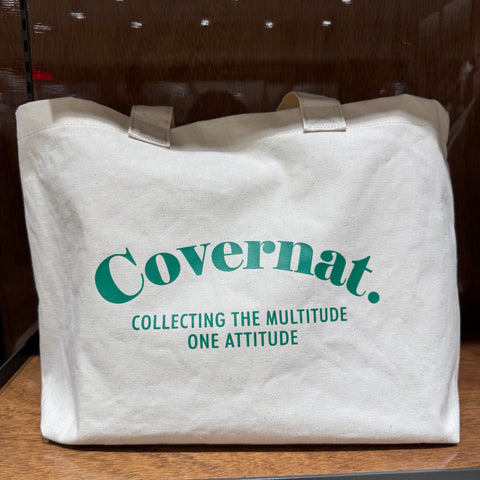 Covernat.
COLLECTING THE MULTITUDE
ONE ATTITUDE